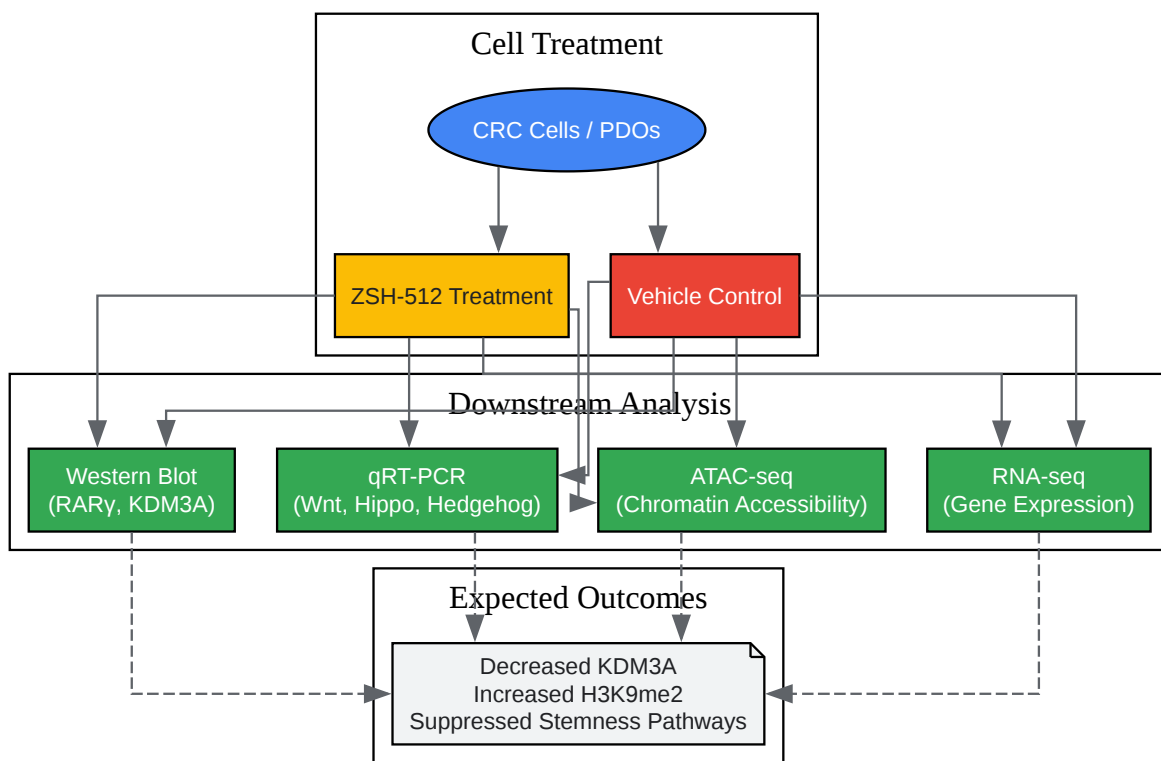 Cell Treatment
CRC Cells / PDOs
ZSH-512 Treatment
Vehicle Control
Downstream Analysis
Western Blot
(RARγ, KDM3A)
qRT-PCR
(Wnt, Hippo, Hedgehog)
ATAC-seq
(Chromatin Accessibility)
RNA-seq
(Gene Expression)
Expected Outcomes
Decreased KDM3A
Increased H3K9me2
Suppressed Stemness Pathways